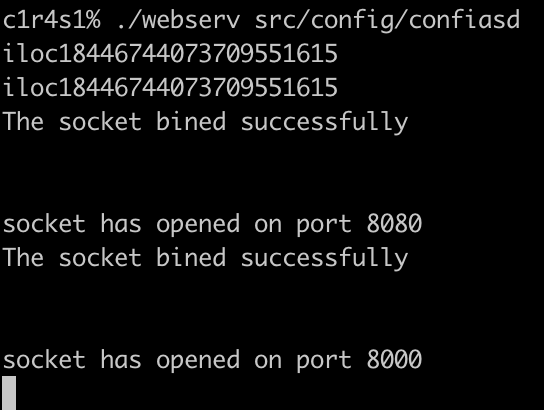 c1r4s1% ./webserv src/config/confiasd
iloc18446744073709551615
iloc18446744073709551615
The socket bined successfully
socket has opened on port 8080
The socket bined successfully
socket has opened on port 8000